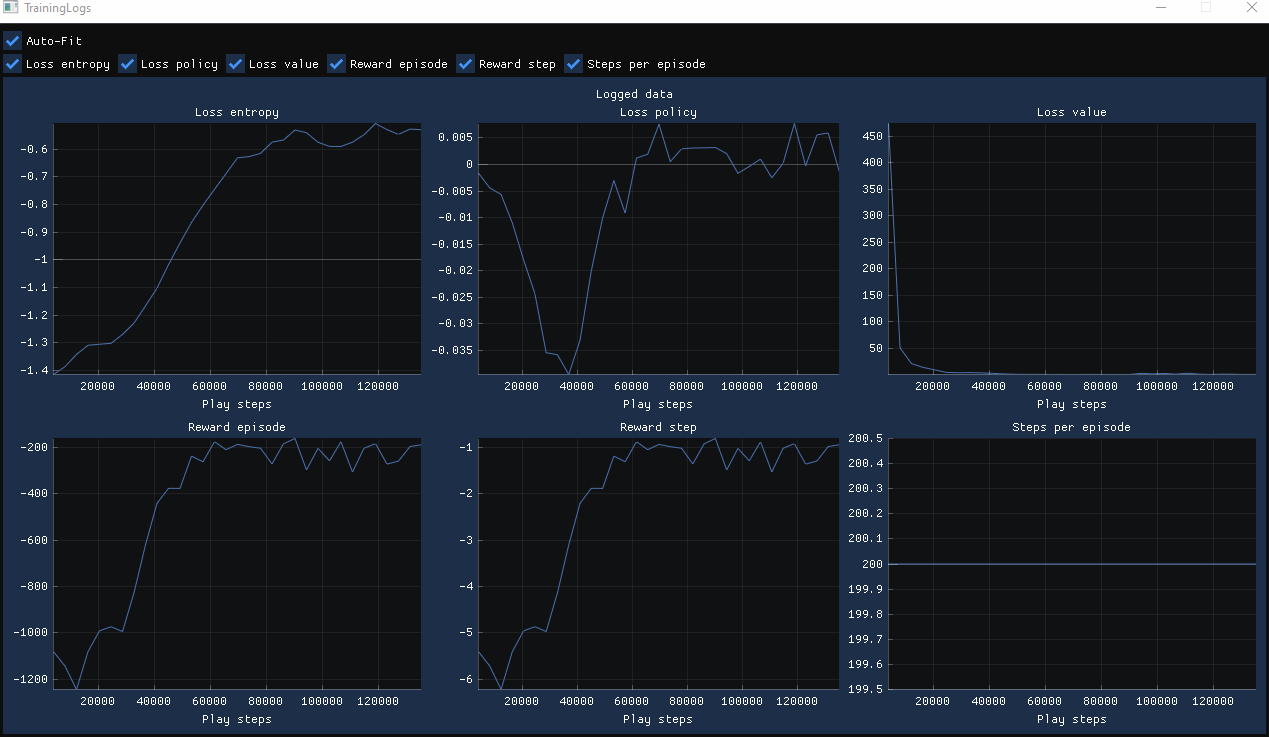 TrainingLogs
Auto-Fit
Loss entropy Loss policy Loss value Reward episode Reward step Steps per episode
Logged data
Loss entropy
-0.6
-0.7
-0.8
-0.9
-1
-1.1
-1.2
-1.3
-1.4
20000 40000 60000 80000 100000 120000
Play steps
Loss policy
0.005
0
-0.005
-0.01
-0.015
-0.02
-0.025
-0.03
-0.035
20000 40000 60000 80000 100000 120000
Play steps
Loss value
450
400
350
300
250
200
150
100
50
20000 40000 60000 80000 100000 120000
Play steps
Reward episode
-200
-400
-600
-800
-1000
-1200
20000 40000 60000 80000 100000 120000
Play steps
Reward step
-1
-2
-3
-4
-5
-6
20000 40000 60000 80000 100000 120000
Play steps
Steps per episode
200.5
200.4
200.3
200.2
200.1
200
199.9
199.8
199.7
199.6
199.5
20000 40000 60000 80000 100000 120000
Play steps